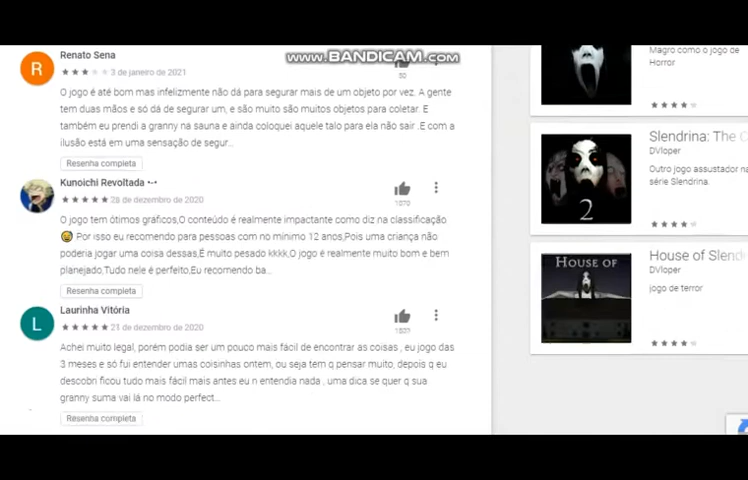 www.BANDICAM.com
Renato Sena
3 de janeiro de 2021
50
O jogo é até bom mas infelizmente não dá para segurar mais de um objeto por vez. A gente
tem duas mãos e só dá de segurar um, e são muito são muitos objetos para coletar. E
também eu prendi a granny na sauna e ainda coloquei aquele talo para ela não sair .E com a
ilusão está em uma sensação de segur...
Resenha completa
Kunoichi Revoltada •-•
28 de dezembro de 2020
O jogo tem ótimos gráficos,O conteúdo é realmente impactante como diz na classificação
😅 Por isso eu recomendo para pessoas com no mínimo 12 anos,Pois uma criança não
poderia jogar uma coisa dessas,É muito pesado kkkk,O jogo é realmente muito bom e bem
planejado,Tudo nele é perfeito,Eu recomendo ba...
Resenha completa
Laurinha Vitória
21 de dezembro de 2020
Achei muito legal, porém podia ser um pouco mais fácil de encontrar as coisas , eu jogo das
3 meses e só fui entender umas coisinhas ontem, ou seja tem q pensar muito, depois q eu
descobri ficou tudo mais fácil mais antes eu n entendia nada , uma dica se quer q sua
granny suma vai lá no modo perfect...
Resenha completa
Magro como o jogo de
Horror
Slendrina: The C
DVloper
Outro jogo assustador na
série Slendrina.
2
House of Slend
DVloper
jogo de terror
HOUSE OF